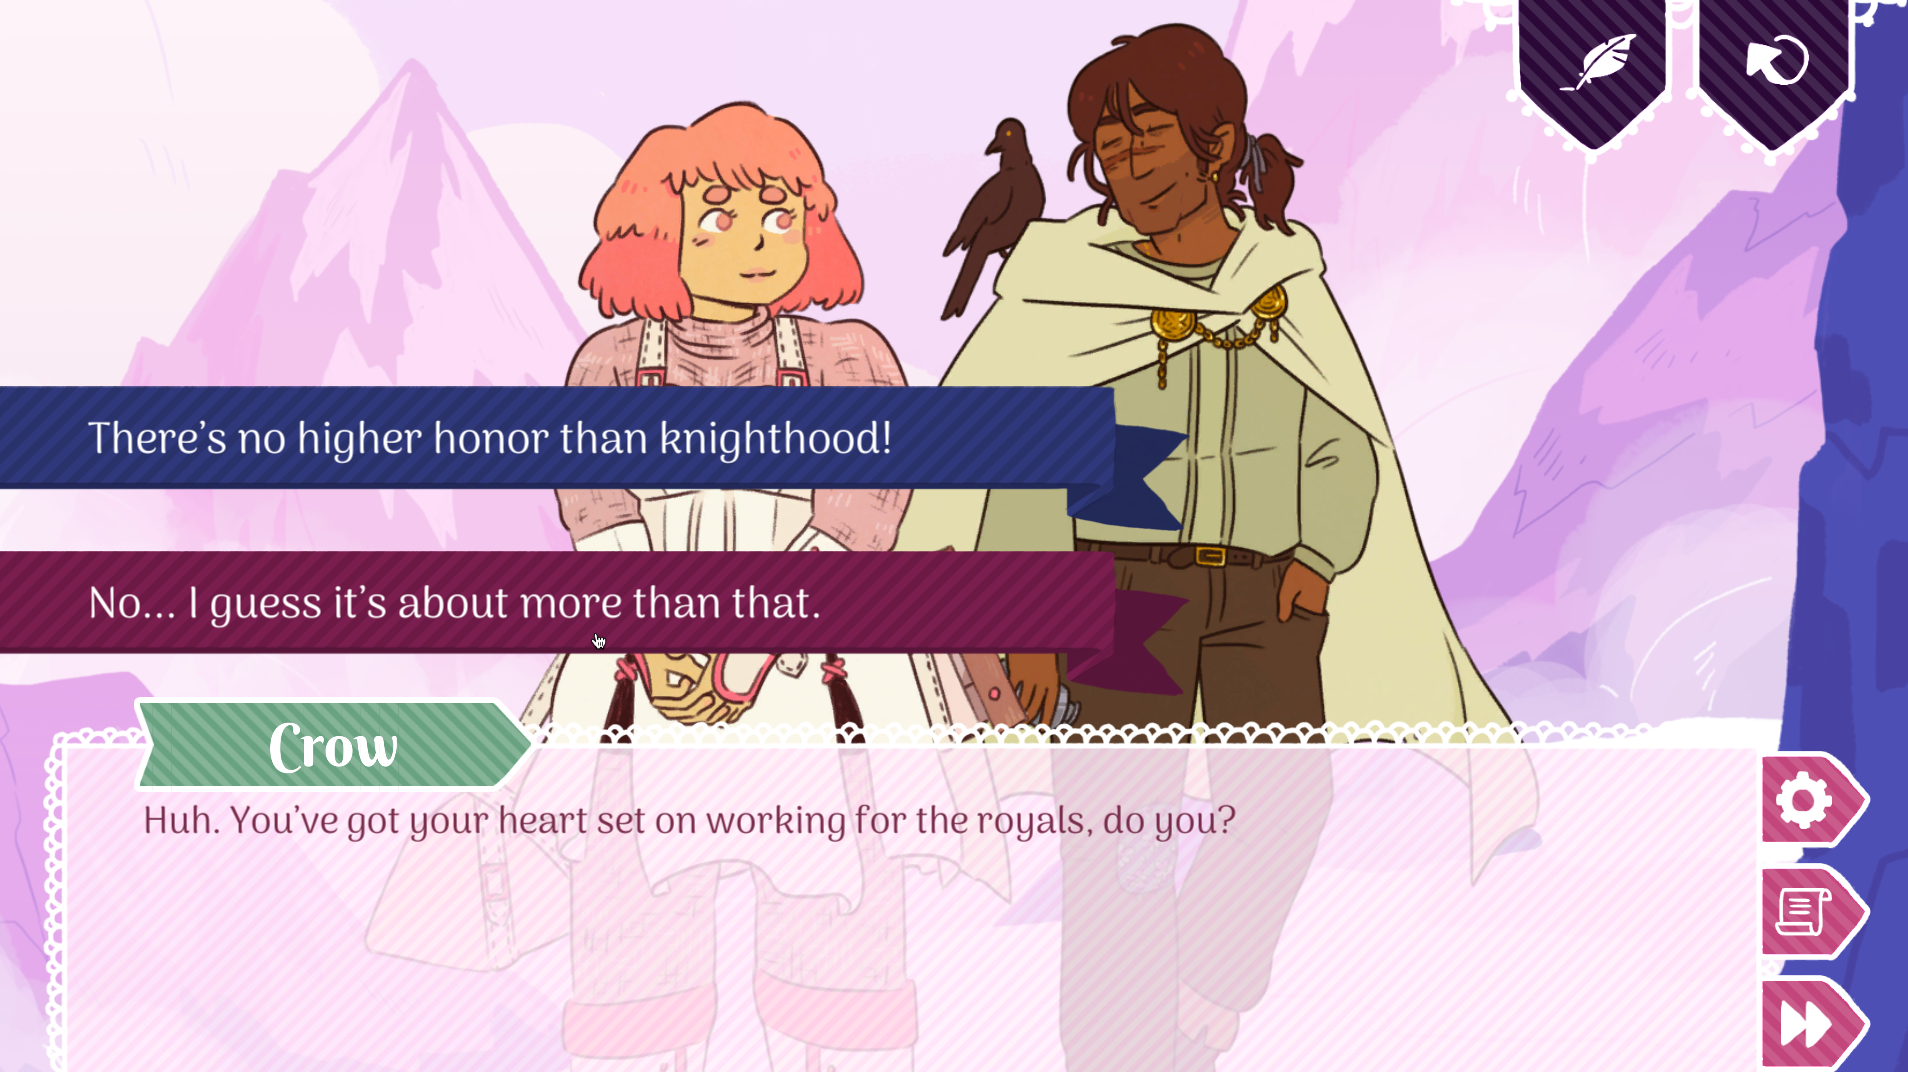 There’s no higher honor than knighthood!
No... I guess it’s about more than that.
Crow
Huh. You’ve got your heart set on working for the royals, do you?